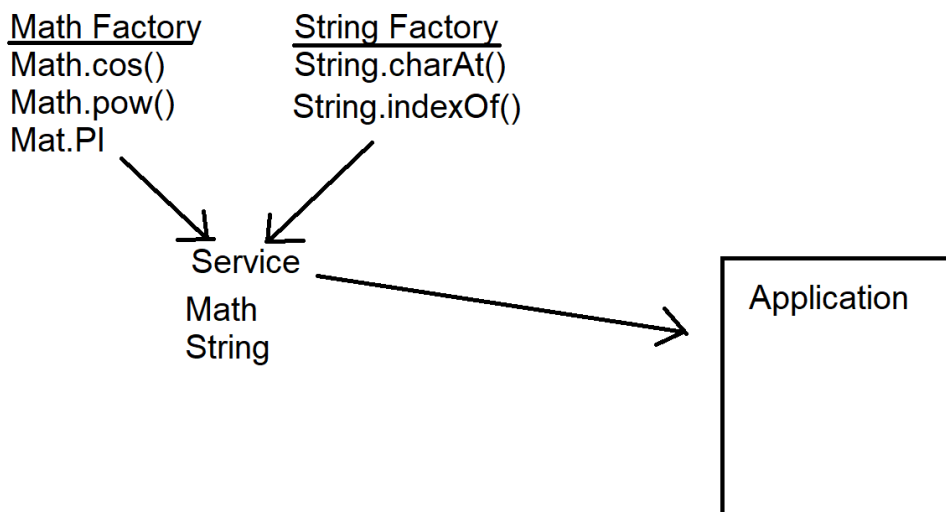 Math Factory
Math.cos()
Math.pow()
Mat.PI
String Factory
String.charAt()
String.indexOf()
Service
Math
String
Application